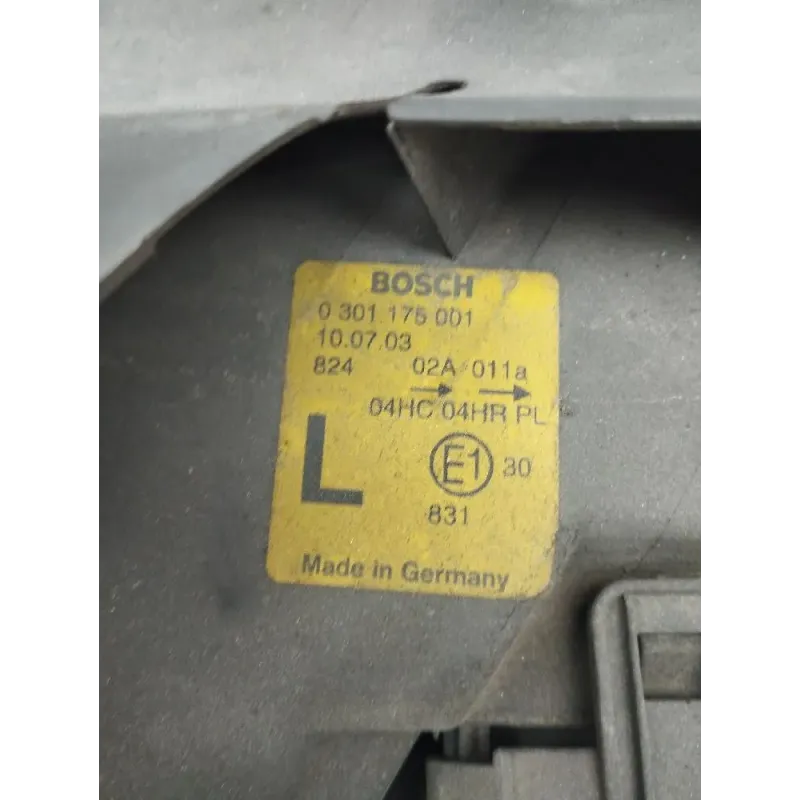 BOSCH
0 301 175 001
10.07.03
824 02A 011a
→ →
04HC 04HR PL
L E1 30
831
Made in Germany